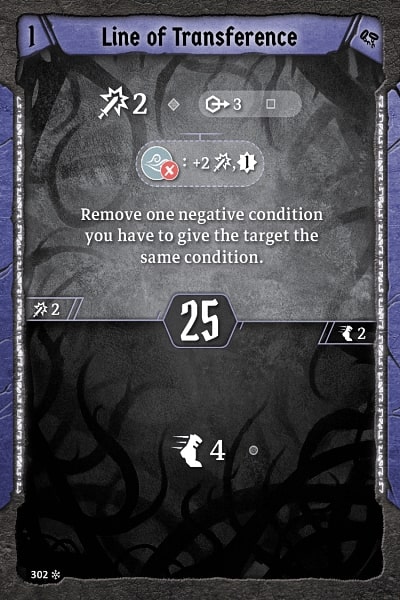 1 Line of Transference
2 3
: +2 , 1
Remove one negative condition
you have to give the target the
same condition.
2 25 2
4
302